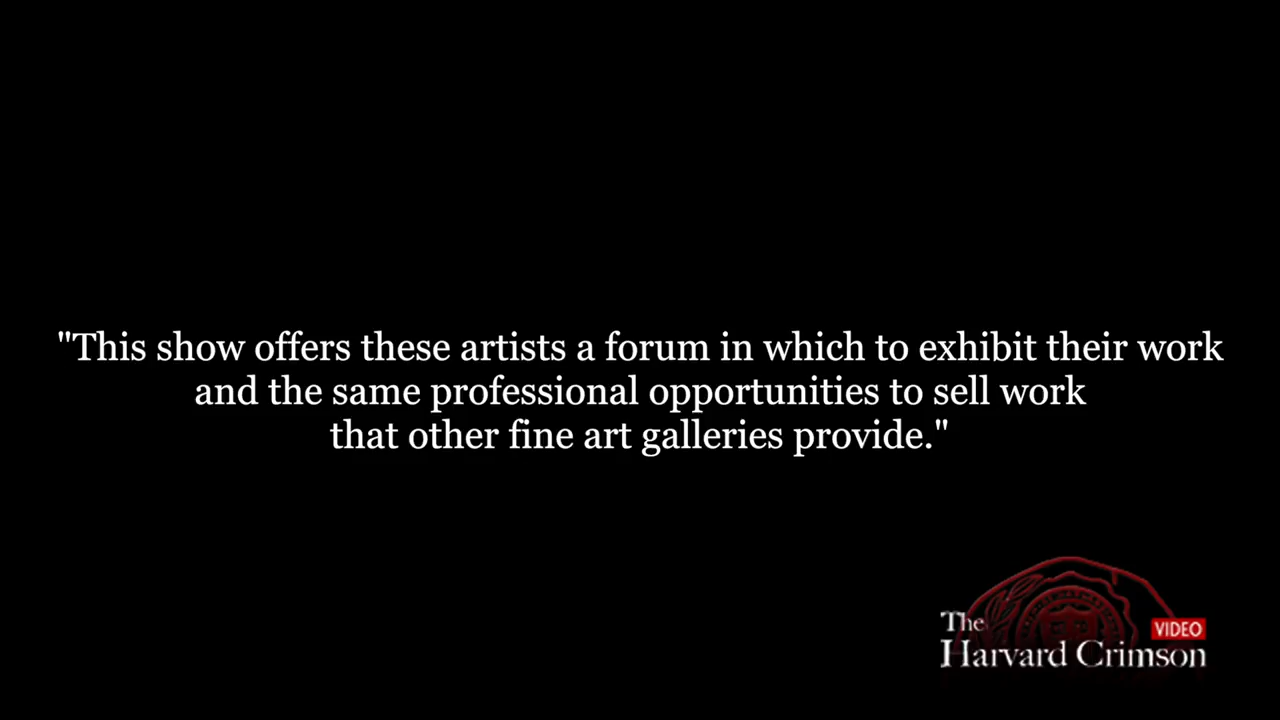 "This show offers these artists a forum in which to exhibit their work
and the same professional opportunities to sell work
that other fine art galleries provide."
The
VIDEO
Harvard Crimson